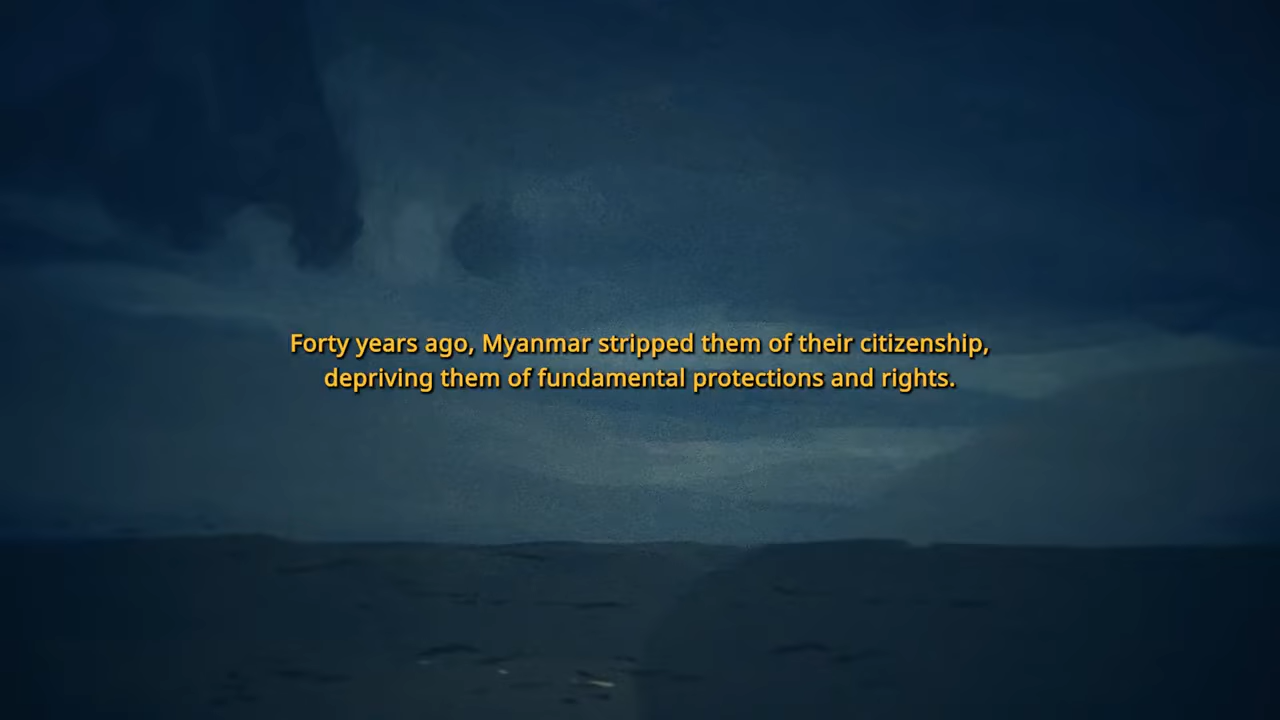 Forty years ago, Myanmar stripped them of their citizenship,
depriving them of fundamental protections and rights.